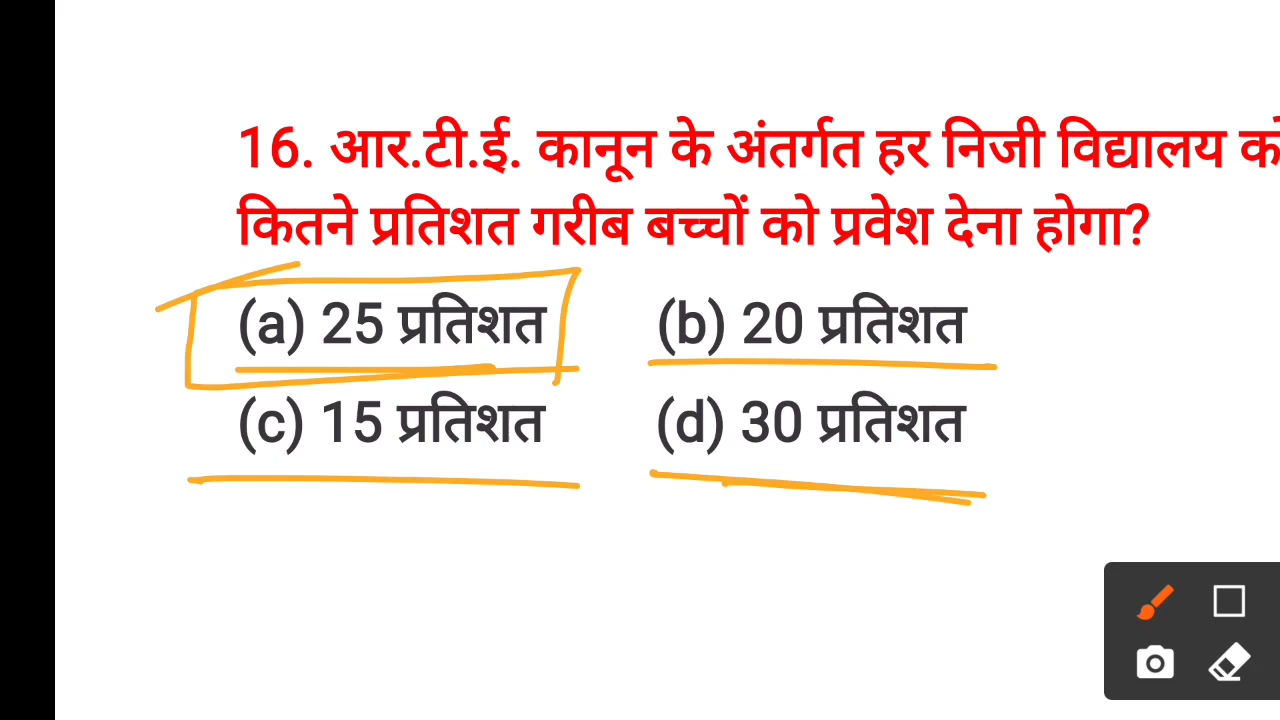 16. आर.टी.ई. कानून के अंतर्गत हर निजी विद्यालय को
कितने प्रतिशत गरीब बच्चों को प्रवेश देना होगा?
(a) 25 प्रतिशत (b) 20 प्रतिशत
(c) 15 प्रतिशत (d) 30 प्रतिशत